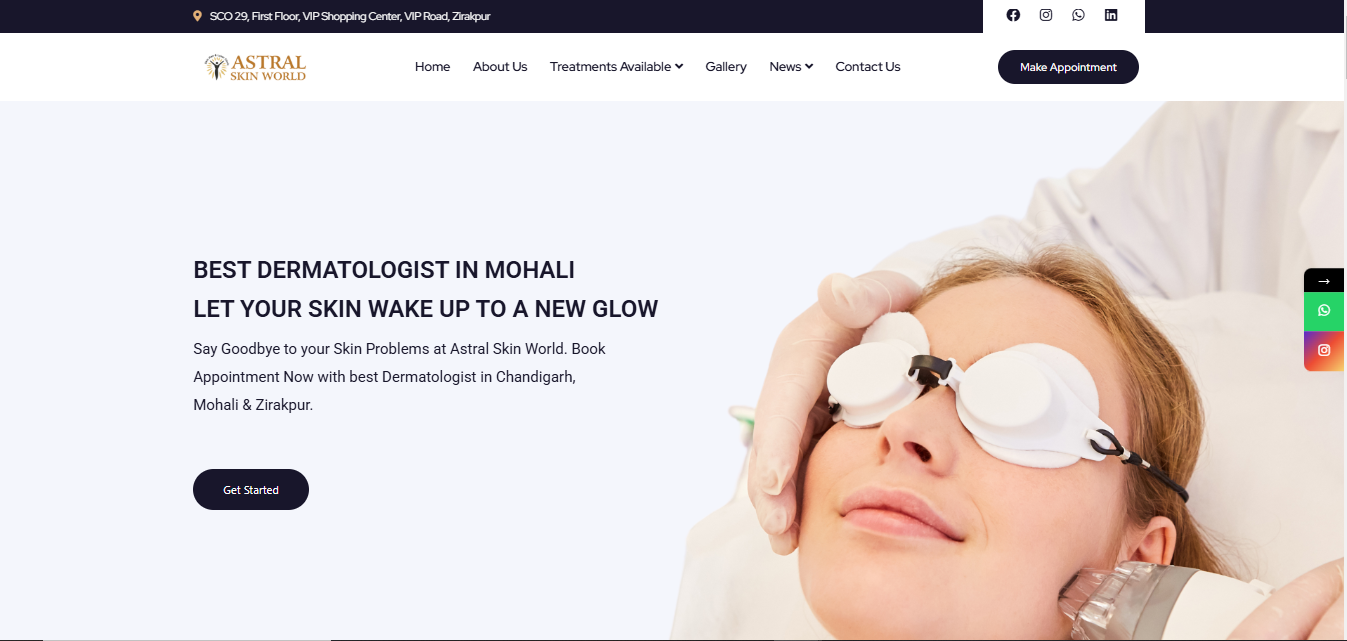 SCO 29, First Floor, VIP Shopping Center, VIP Road, Zirakpur
ASTRAL
SKIN WORLD
Home
About Us
Treatments Available
Gallery
News
Contact Us
Make Appointment
BEST DERMATOLOGIST IN MOHALI
LET YOUR SKIN WAKE UP TO A NEW GLOW
Say Goodbye to your Skin Problems at Astral Skin World. Book
Appointment Now with best Dermatologist in Chandigarh,
Mohali & Zirakpur.
Get Started